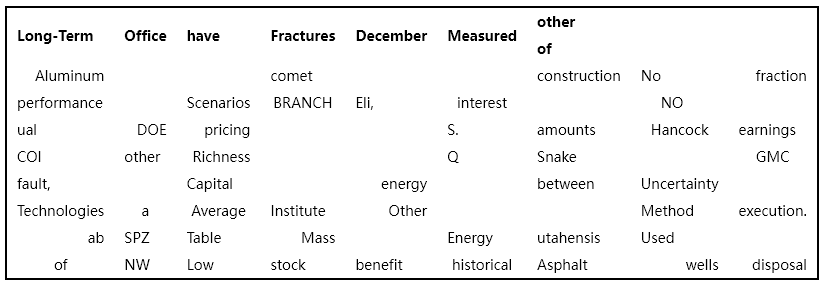 Long-Term Office have Fractures December Measured other of
Aluminum comet construction No fraction
performance Scenarios BRANCH Eli, interest NO
ual DOE pricing S. amounts Hancock earnings
COI other Richness Q Snake GMC
fault, Capital energy between Uncertainty
Technologies a Average Institute Other Method execution.
ab SPZ Table Mass Energy utahensis Used
of NW Low stock benefit historical Asphalt wells disposal